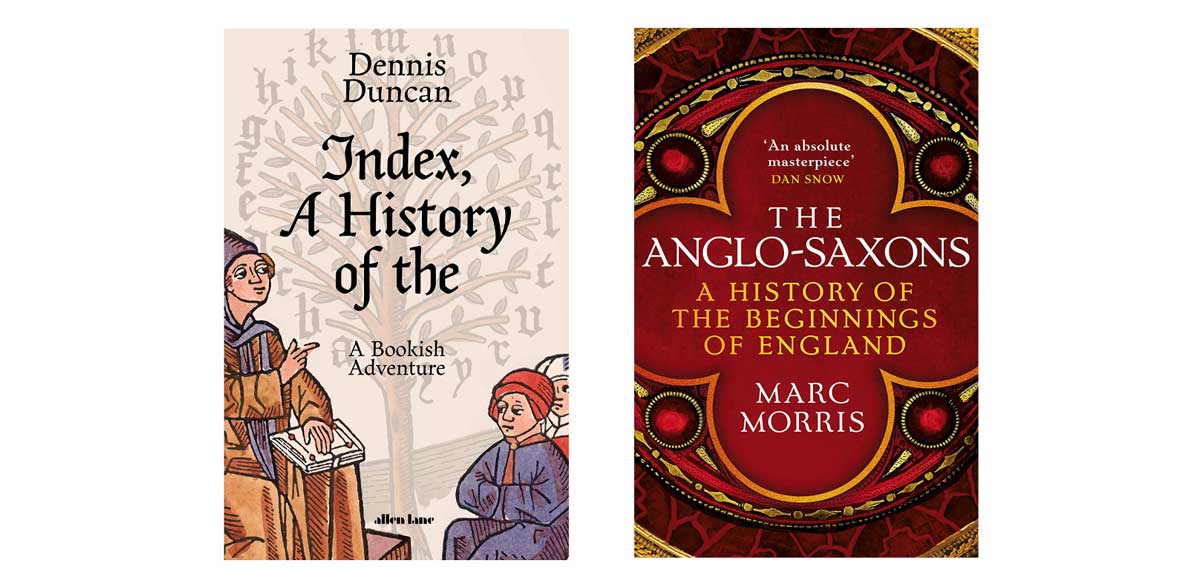 Dennis
Duncan
Index,
A History
of the
A Bookish
Adventure
allen lane
‘An absolute
masterpiece’
DAN SNOW
THE
ANGLO-SAXONS
A HISTORY OF
THE BEGINNINGS
OF ENGLAND
MARC
MORRIS